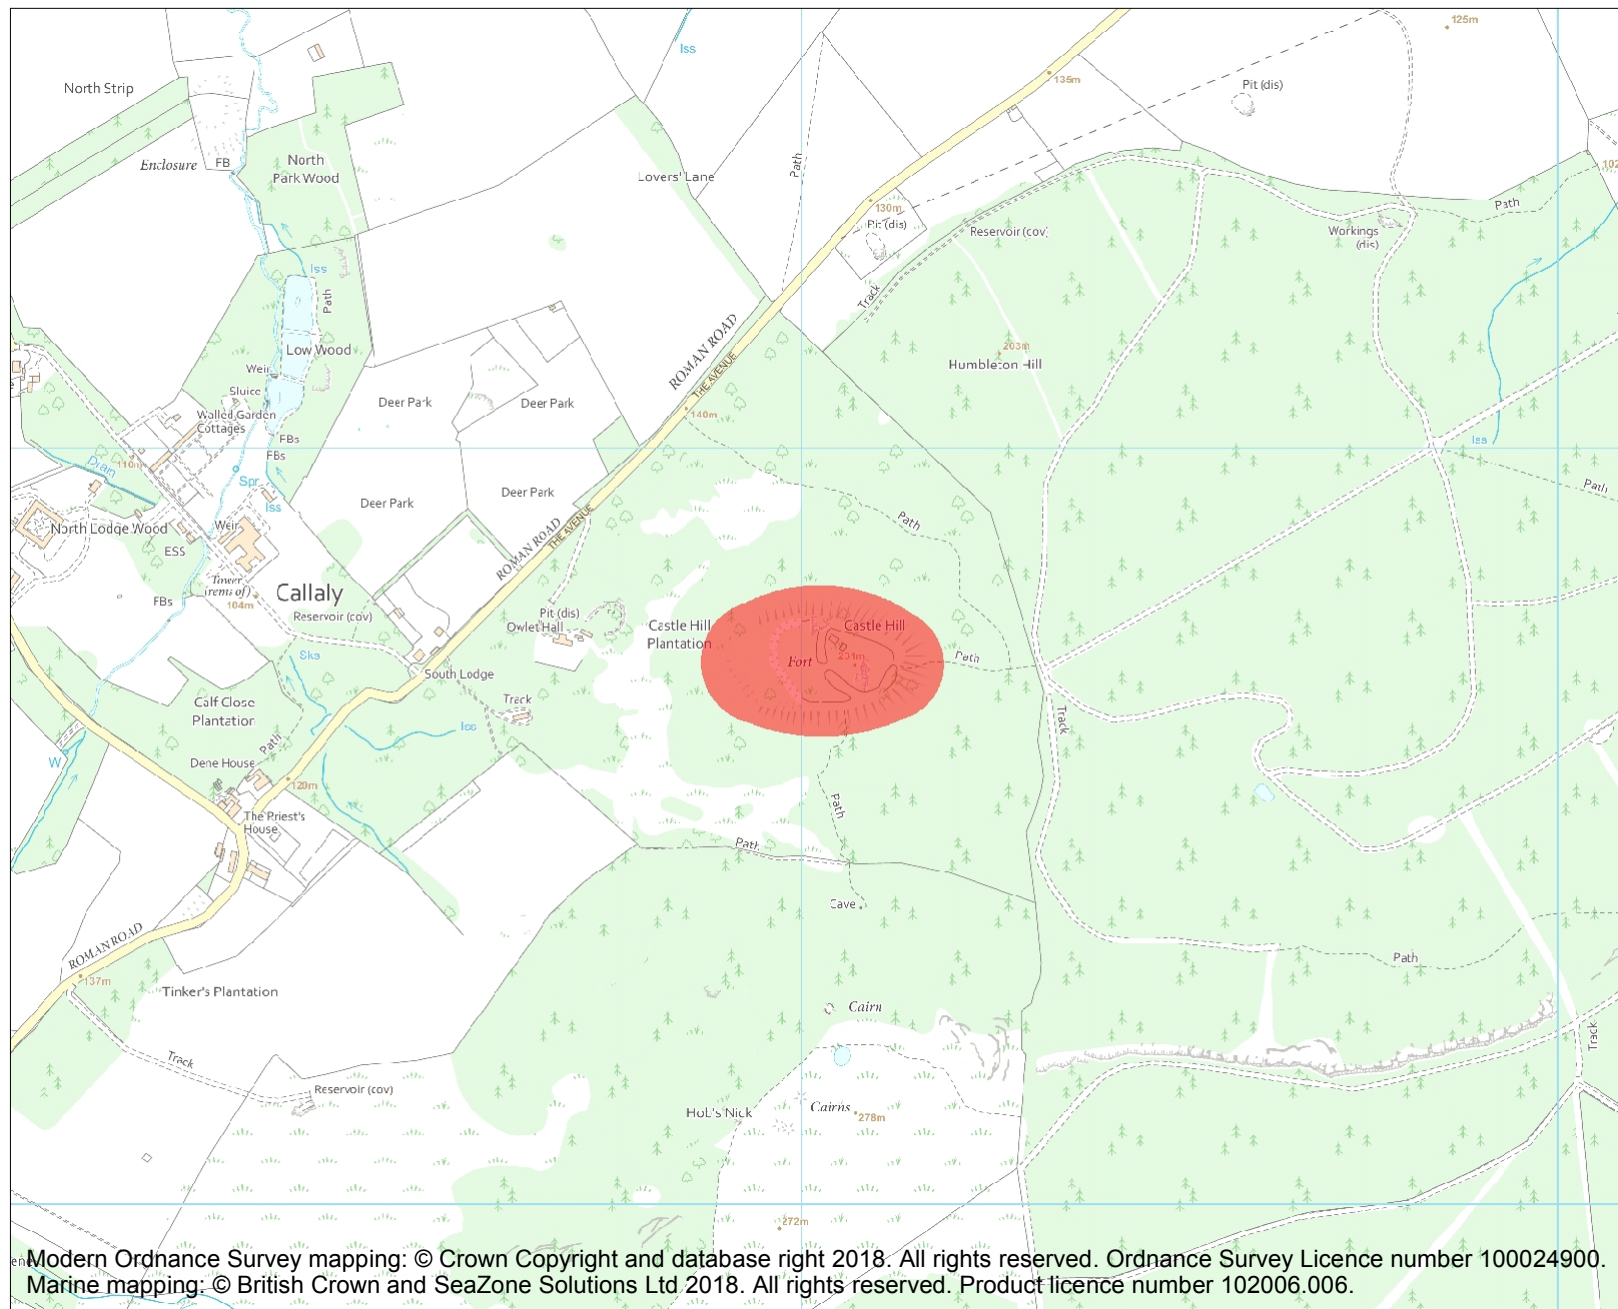 125m
Iss
135m
North Strip
Pit (dis)
Enclosure
FB
North
Park Wood
Path
Lovers' Lane
130m
Pit (dis)
Reservoir (cov)
Path
Workings
(dis)
Iss
Path
Track
ROMAN ROAD
THE AVENUE
Low Wood
203m
Humbleton Hill
Weir
Sluice
Walled Garden
Cottages
Deer Park
Deer Park
140m
FBs
FBs
Iss
Drain
110m
Spr
Iss
Deer Park
Deer Park
Path
Path
North Lodge Wood
Weir
ESS
ROMAN ROAD
THE AVENUE
Tower
(rems of)
104m
Callaly
FBs
Reservoir (cov)
Pit (dis)
Owlet Hall
Castle Hill
Plantation
Castle Hill
Fort
Path
Sks
South Lodge
Track
Track
Calf Close
Plantation
Iss
Path
W
Dene House
120m
Path
The Priest's
House
Path
Cave
ROMAN ROAD
137m
Path
Tinker's Plantation
Cairn
Track
Track
Reservoir (cov)
Hob's Nick
Cairns
278m
272m
Modern Ordnance Survey mapping: © Crown Copyright and database right 2018. All rights reserved. Ordnance Survey Licence number 100024900.
Marine mapping: © British Crown and SeaZone Solutions Ltd 2018. All rights reserved. Product licence number 102006.006.